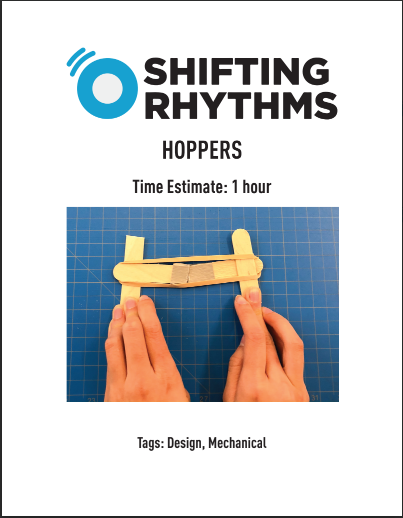 SHIFTING
RHYTHMS
HOPPERS
Time Estimate: 1 hour
Tags: Design, Mechanical